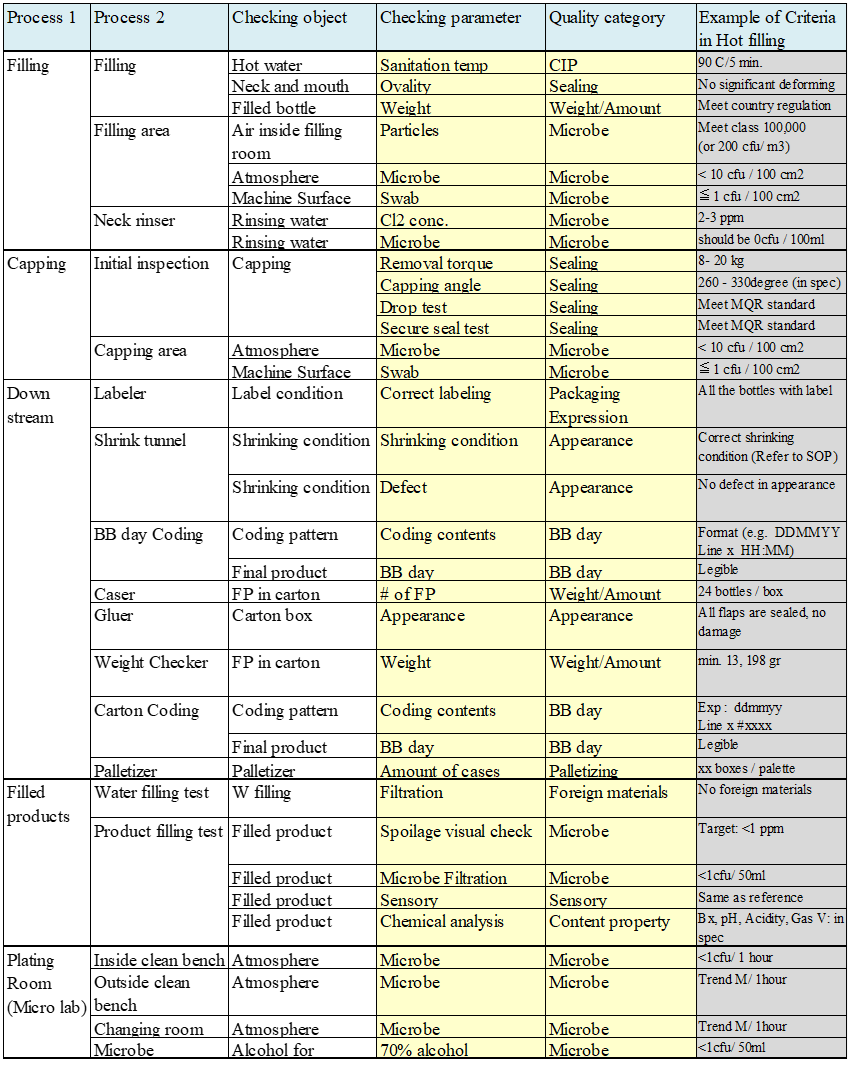 Process 1 Process 2 Checking object Checking parameter Quality category Example of Criteria
in Hot filling
Filling Filling Hot water Sanitation temp CIP 90 C/5 min.
Neck and mouth Ovality Sealing No significant deforming
Filled bottle Weight Weight/Amount Meet country regulation
Filling area Air inside filling Particles Microbe Meet class 100,000
room (or 200 cfu/ m3)
Atmosphere Microbe Microbe < 10 cfu / 100 cm2
Machine Surface Swab Microbe ≦ 1 cfu / 100 cm2
Neck rinser Rinsing water Cl2 conc. Microbe 2-3 ppm
Rinsing water Microbe Microbe should be 0cfu / 100ml
Capping Initial inspection Capping Removal torque Sealing 8- 20 kg
Capping angle Sealing 260 - 330degree (in spec)
Drop test Sealing Meet MQR standard
Secure seal test Sealing Meet MQR standard
Capping area Atmosphere Microbe Microbe < 10 cfu / 100 cm2
Machine Surface Swab Microbe ≦ 1 cfu / 100 cm2
Down Labeler Label condition Correct labeling Packaging All the bottles with label
stream Expression
Shrink tunnel Shrinking condition Shrinking condition Appearance Correct shrinking
condition (Refer to SOP)
Shrinking condition Defect Appearance No defect in appearance
BB day Coding Coding pattern Coding contents BB day Format (e.g. DDMMYY
Line x HH:MM)
Final product BB day BB day Legible
Caser FP in carton # of FP Weight/Amount 24 bottles / box
Gluer Carton box Appearance Appearance All flaps are sealed, no
damage
Weight Checker FP in carton Weight Weight/Amount min. 13, 198 gr
Carton Coding Coding pattern Coding contents BB day Exp : ddmmyy
Line x #xxxx
Final product BB day BB day Legible
Palletizer Palletizer Amount of cases Palletizing xx boxes / palette
Filled Water filling test W filling Filtration Foreign materials No foreign materials
products
Product filling test Filled product Spoilage visual check Microbe Target: <1 ppm
Filled product Microbe Filtration Microbe <1cfu/ 50ml
Filled product Sensory Sensory Same as reference
Filled product Chemical analysis Content property Bx, pH, Acidity, Gas V: in
spec
Plating Inside clean bench Atmosphere Microbe Microbe <1cfu/ 1 hour
Room Outside clean Atmosphere Microbe Microbe Trend M/ 1hour
(Micro lab) bench
Changing room Atmosphere Microbe Microbe Trend M/ 1hour
Microbe Alcohol for 70% alcohol Microbe <1cfu/ 50ml